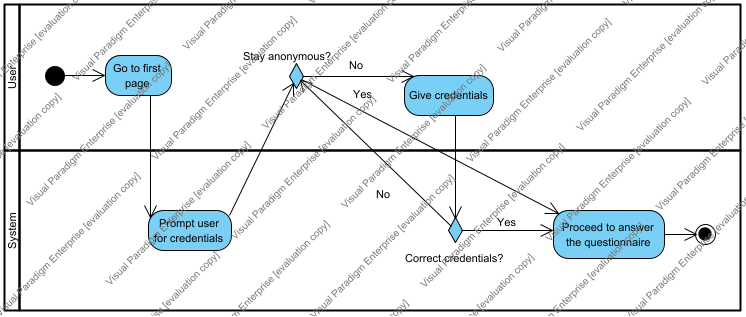 User
Stay anonymous?
Go to first
page
No
Give credentials
Yes
System
Prompt user
for credentials
No
Yes
Correct credentials?
Proceed to answer
the questionnaire
Visual Paradigm Enterprise [evaluation copy]